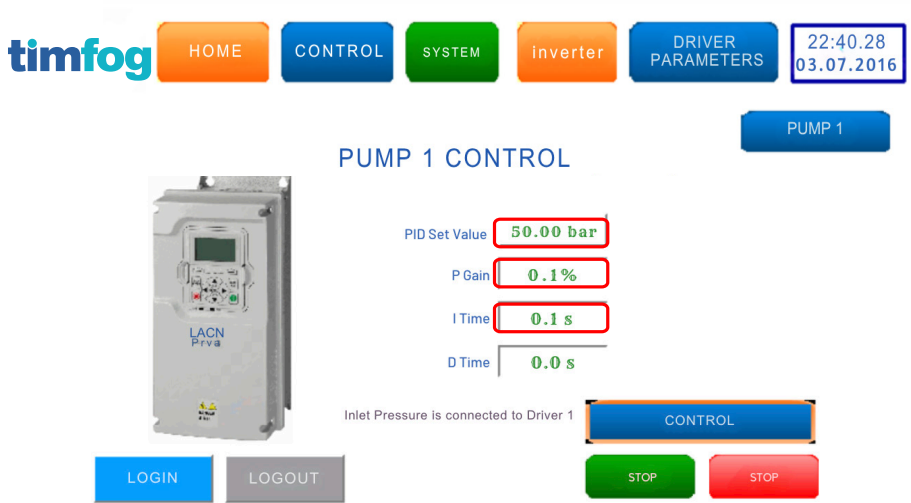 timfog
HOME
CONTROL
SYSTEM
inverter
DRIVER
PARAMETERS
22:40.28
03.07.2016
PUMP 1
PUMP 1 CONTROL
PID Set Value 50.00 bar
P Gain 0.1%
I Time 0.1 s
D Time 0.0 s
LACN
Prva
Inlet Pressure is connected to Driver 1
CONTROL
LOGIN
LOGOUT
STOP
STOP